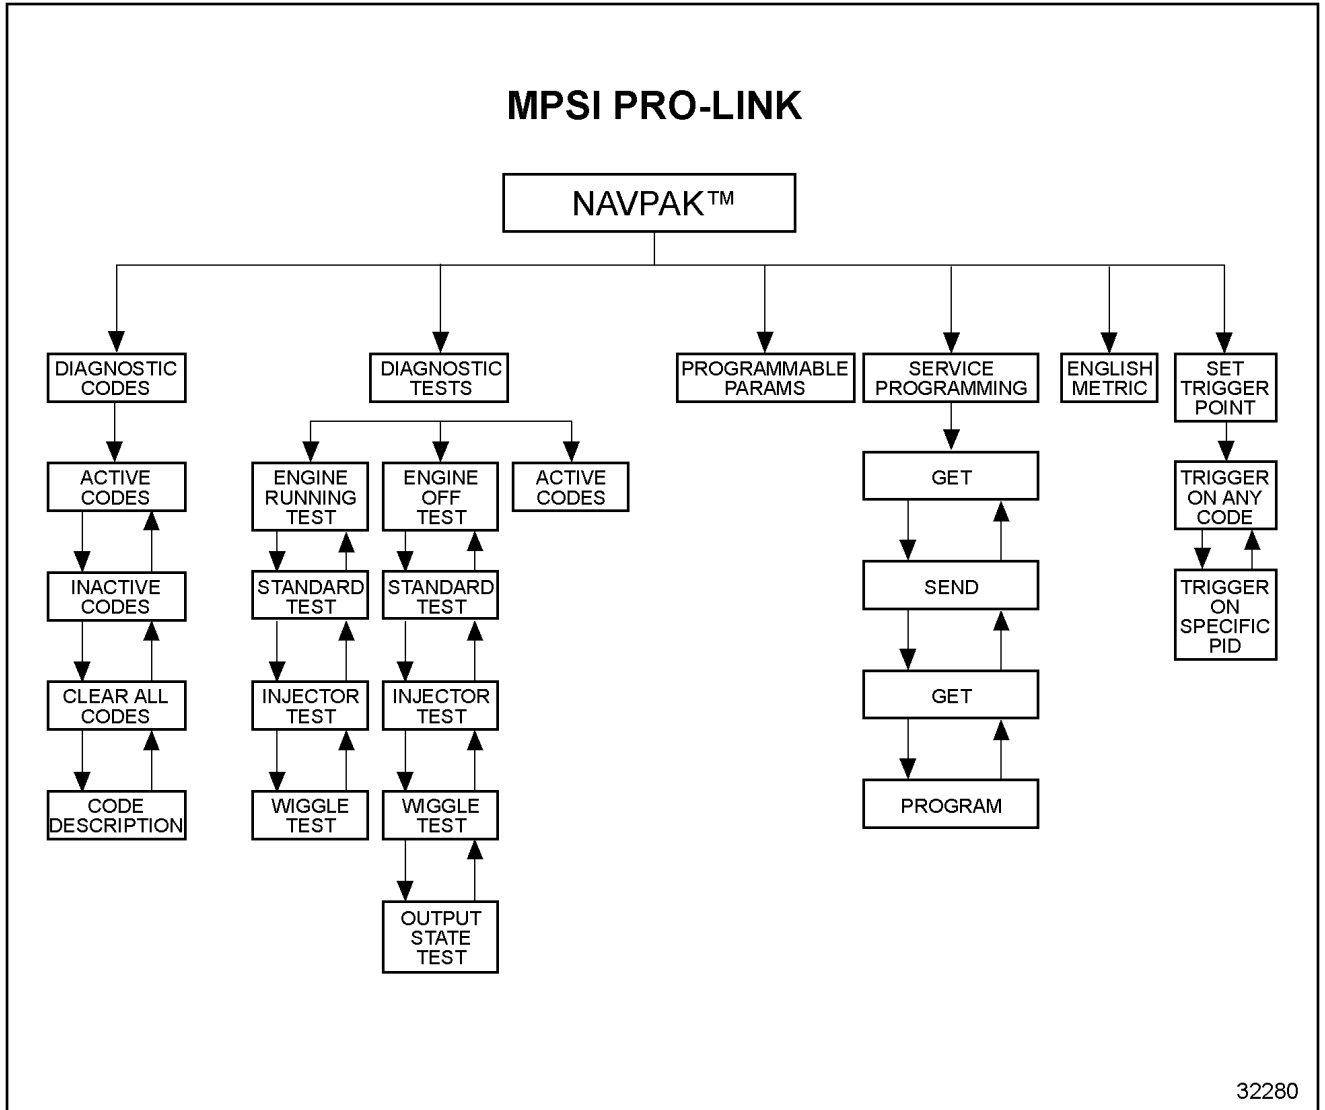 MPSI PRO-LINK
NAVPAK™
DIAGNOSTIC
CODES
DIAGNOSTIC
TESTS
PROGRAMMABLE
PARAMS
SERVICE
PROGRAMMING
ENGLISH
METRIC
SET
TRIGGER
POINT
ACTIVE
CODES
INACTIVE
CODES
CLEAR ALL
CODES
CODE
DESCRIPTION
ENGINE
RUNNING
TEST
STANDARD
TEST
INJECTOR
TEST
WIGGLE
TEST
ENGINE
OFF
TEST
STANDARD
TEST
INJECTOR
TEST
WIGGLE
TEST
OUTPUT
STATE
TEST
ACTIVE
CODES
GET
SEND
GET
PROGRAM
TRIGGER
ON ANY
CODE
TRIGGER
ON
SPECIFIC
PID
32280